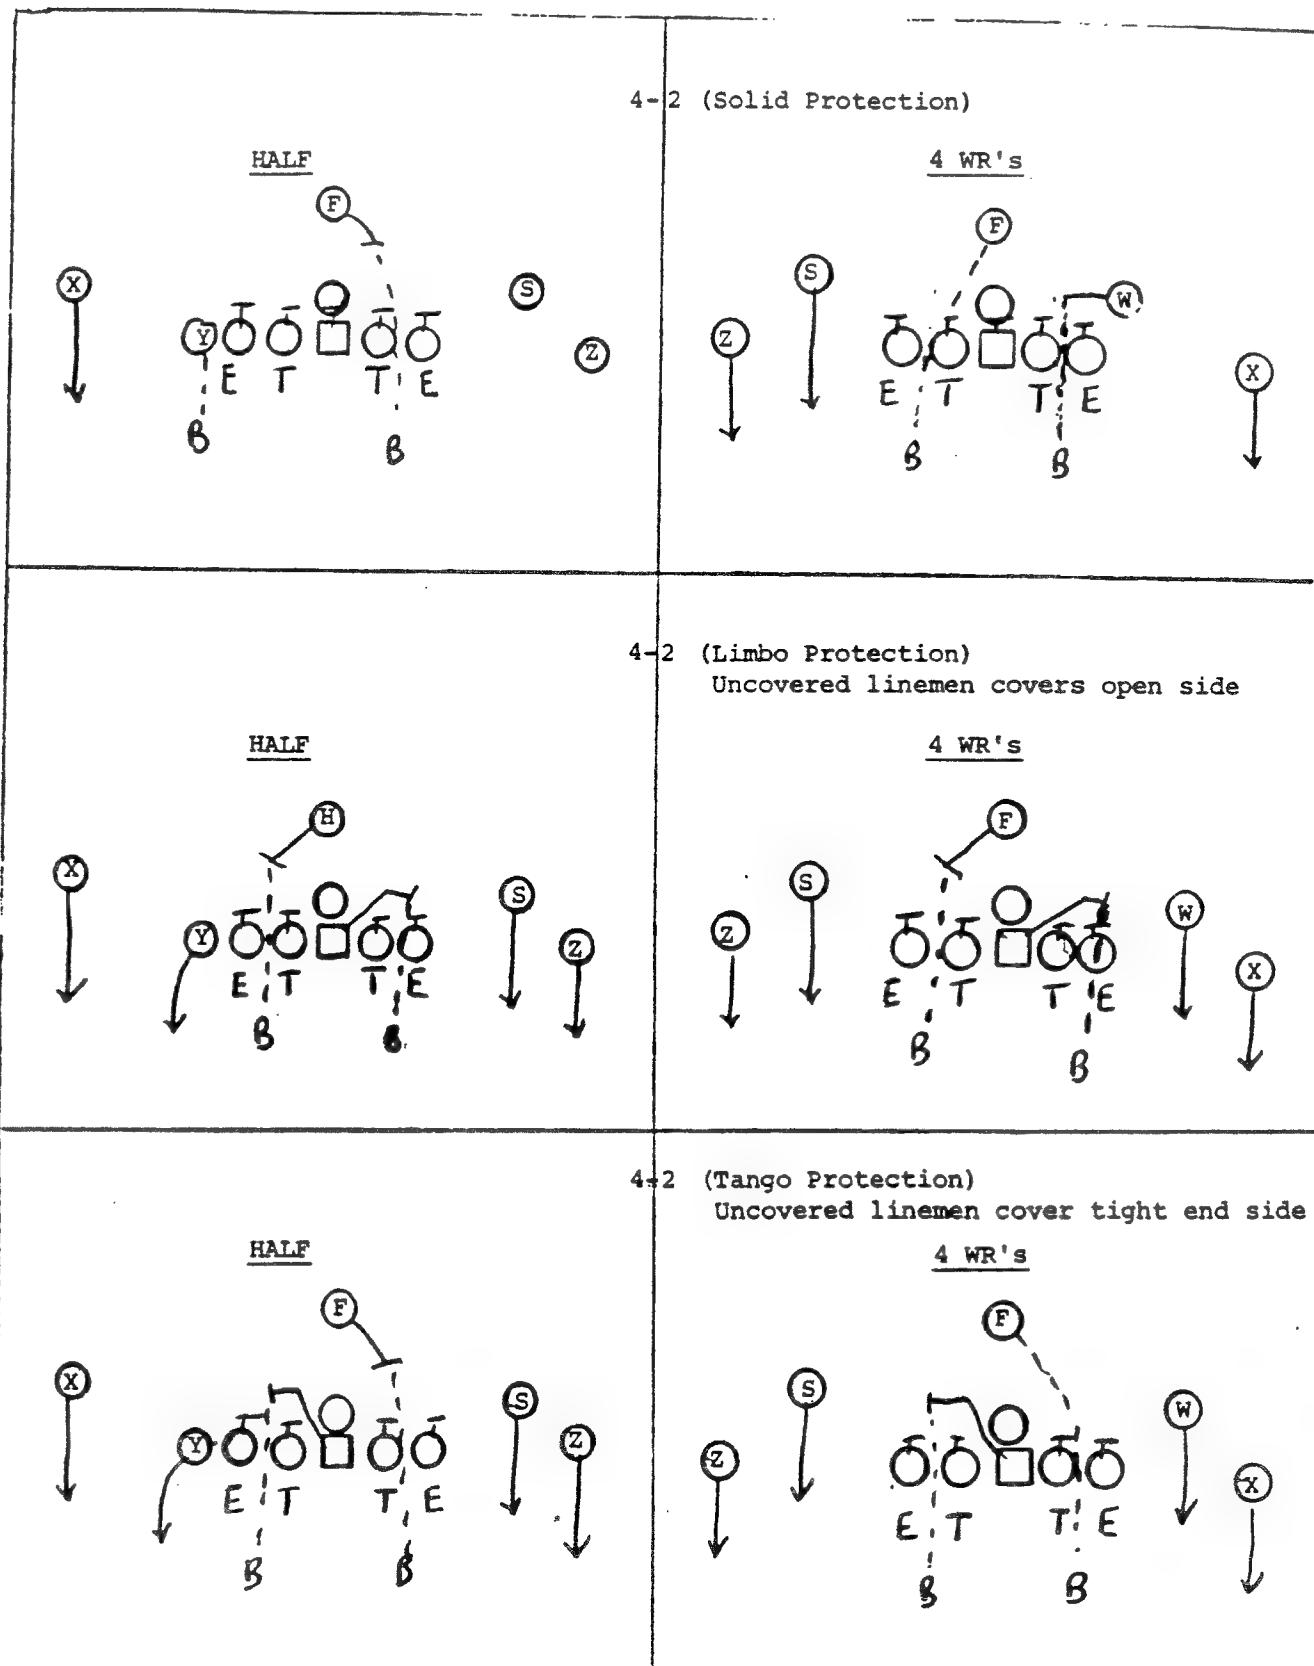 4-2 (Solid Protection)
HALF
4 WR's
F
X
Y
S
Z
E T T E
B B
F
S
W
Z
X
E T T E
B B
4-2 (Limbo Protection)
Uncovered linemen covers open side
HALF
4 WR's
H
X
S
Y
Z
E T T E
B B
F
S
W
Z
X
E T T E
B B
4-2 (Tango Protection)
Uncovered linemen cover tight end side
HALF
4 WR's
F
X
S
Y
Z
E T T E
B B
F
S
W
Z
X
E T T E
B B